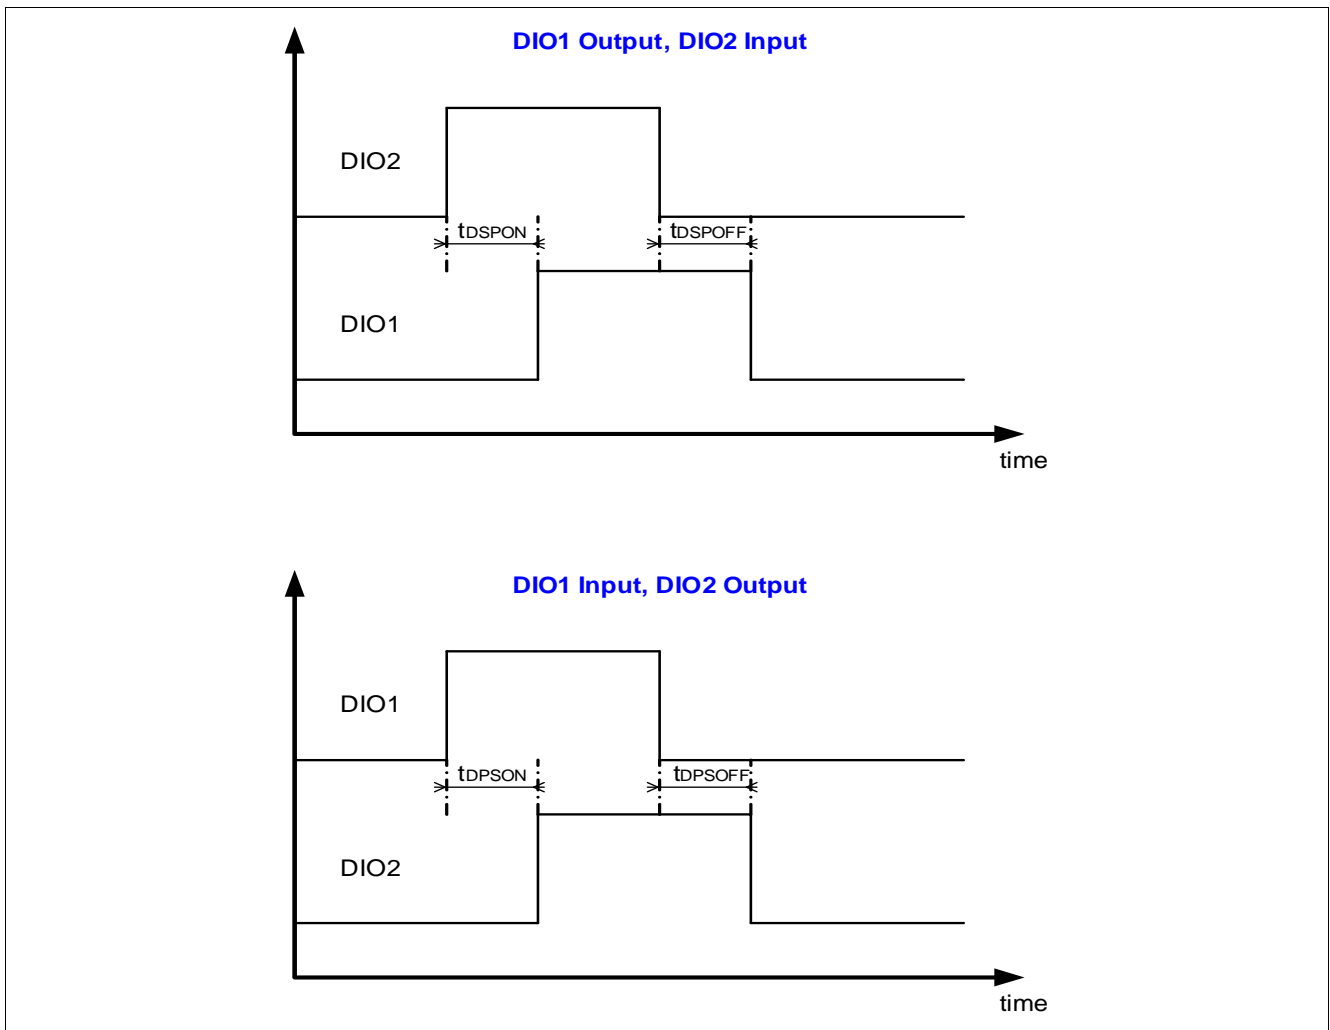 DIO1 Output, DIO2 Input
DIO2
tDSPON
tDSPOFF
DIO1
time
DIO1 Input, DIO2 Output
DIO1
tDPSON
tDPSOFF
DIO2
time